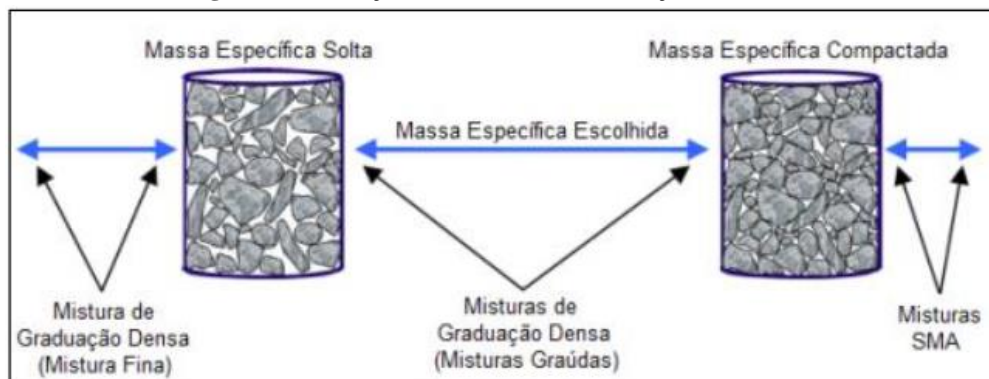 Massa Específica Solta
Massa Específica Compactada
Massa Específica Escolhida
Mistura de
Graduação Densa
(Mistura Fina)
Misturas de
Graduação Densa
(Misturas Graúdas)
Misturas
SMA